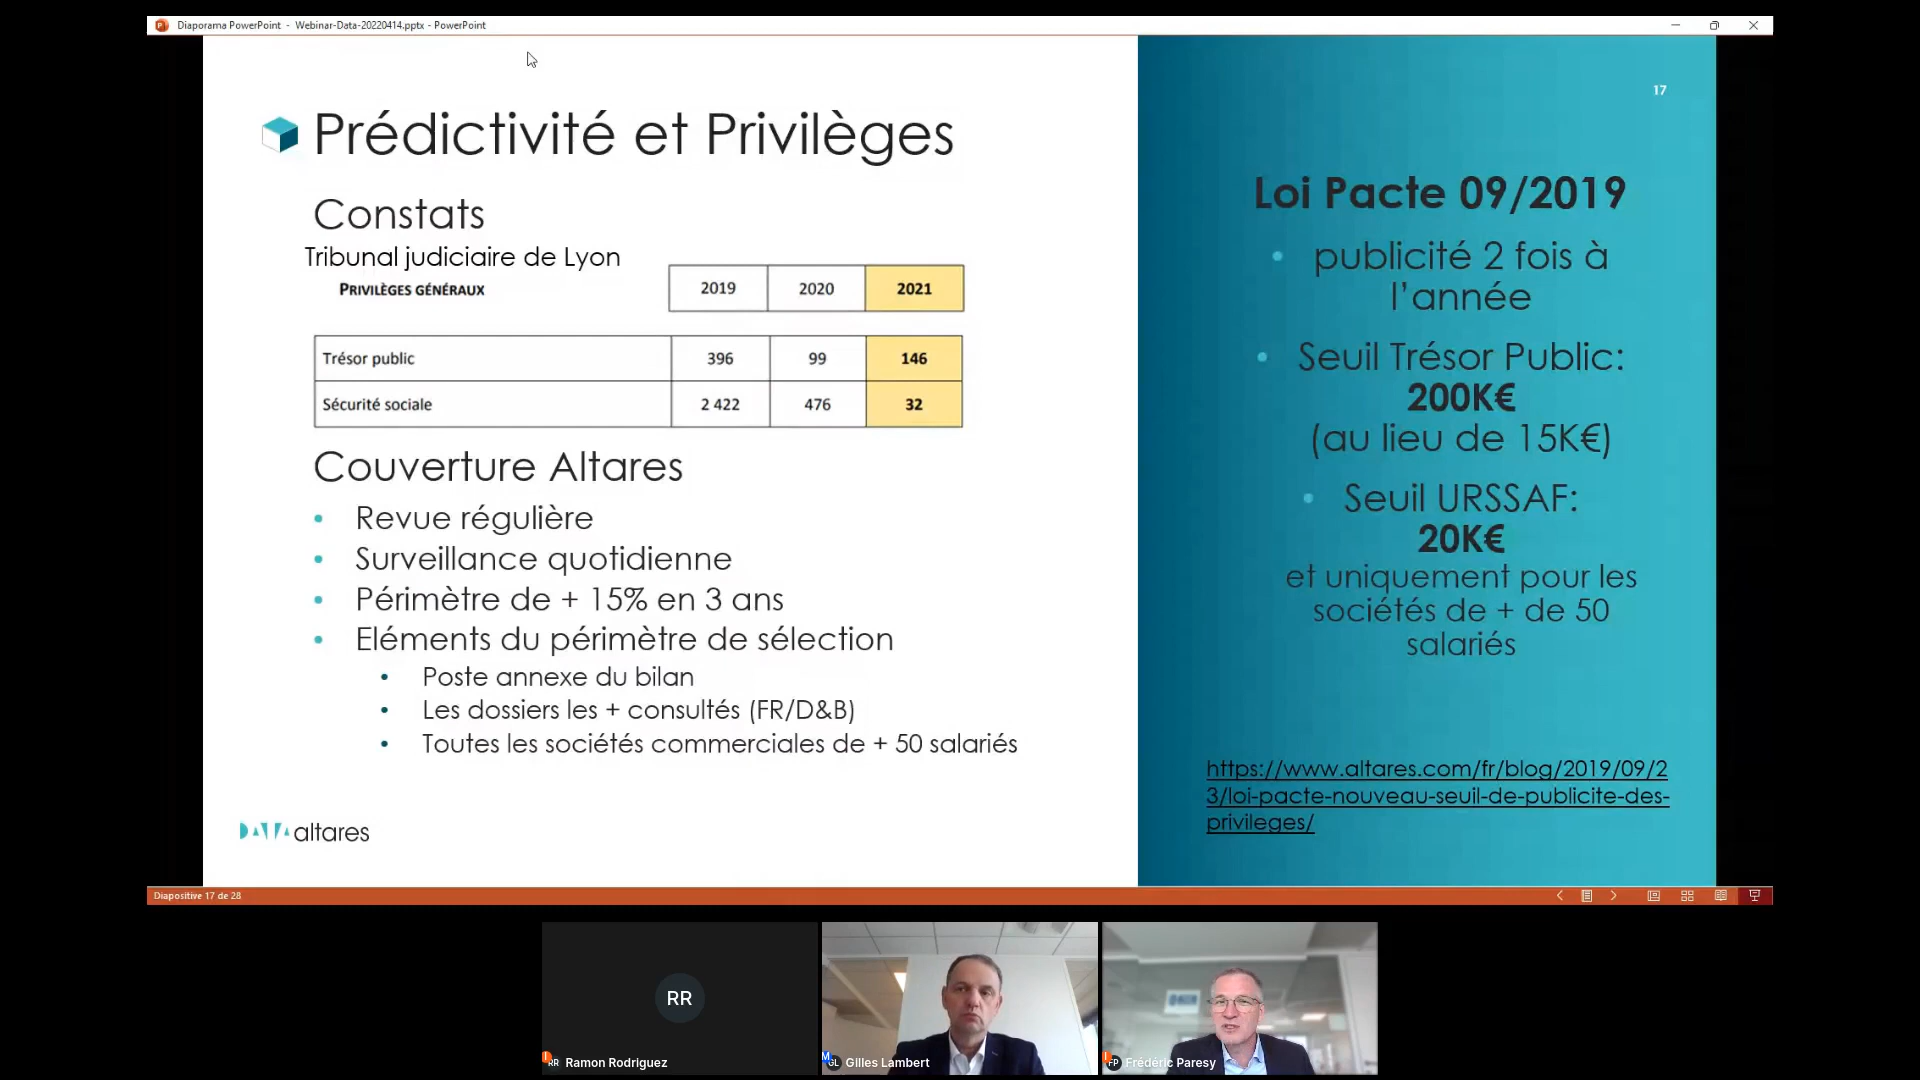 Diaporama PowerPoint - Webinar-Data-20220414.pptx - PowerPoint
Prédictivité et Privilèges
Constats
Tribunal judiciaire de Lyon
PRIVILÈGES GÉNÉRAUX 2019 2020 2021
Trésor public 396 99 146
Sécurité sociale 2 422 476 32
Couverture Altares
• Revue régulière
• Surveillance quotidienne
• Périmètre de + 15% en 3 ans
• Eléments du périmètre de sélection
• Poste annexe du bilan
• Les dossiers les + consultés (FR/D&B)
• Toutes les sociétés commerciales de + 50 salariés
DATA altares
17
Loi Pacte 09/2019
• publicité 2 fois à
l'année
• Seuil Trésor Public:
200K€
(au lieu de 15K€)
• Seuil URSSAF:
20K€
et uniquement pour les
sociétés de + de 50
salariés
https://www.altares.com/fr/blog/2019/09/2
3/loi-pacte-nouveau-seuil-de-publicite-des-
privileges/
Diapositive 17 de 28
RR
RR Ramon Rodriguez
GL Gilles Lambert
FP Frédéric Paresy